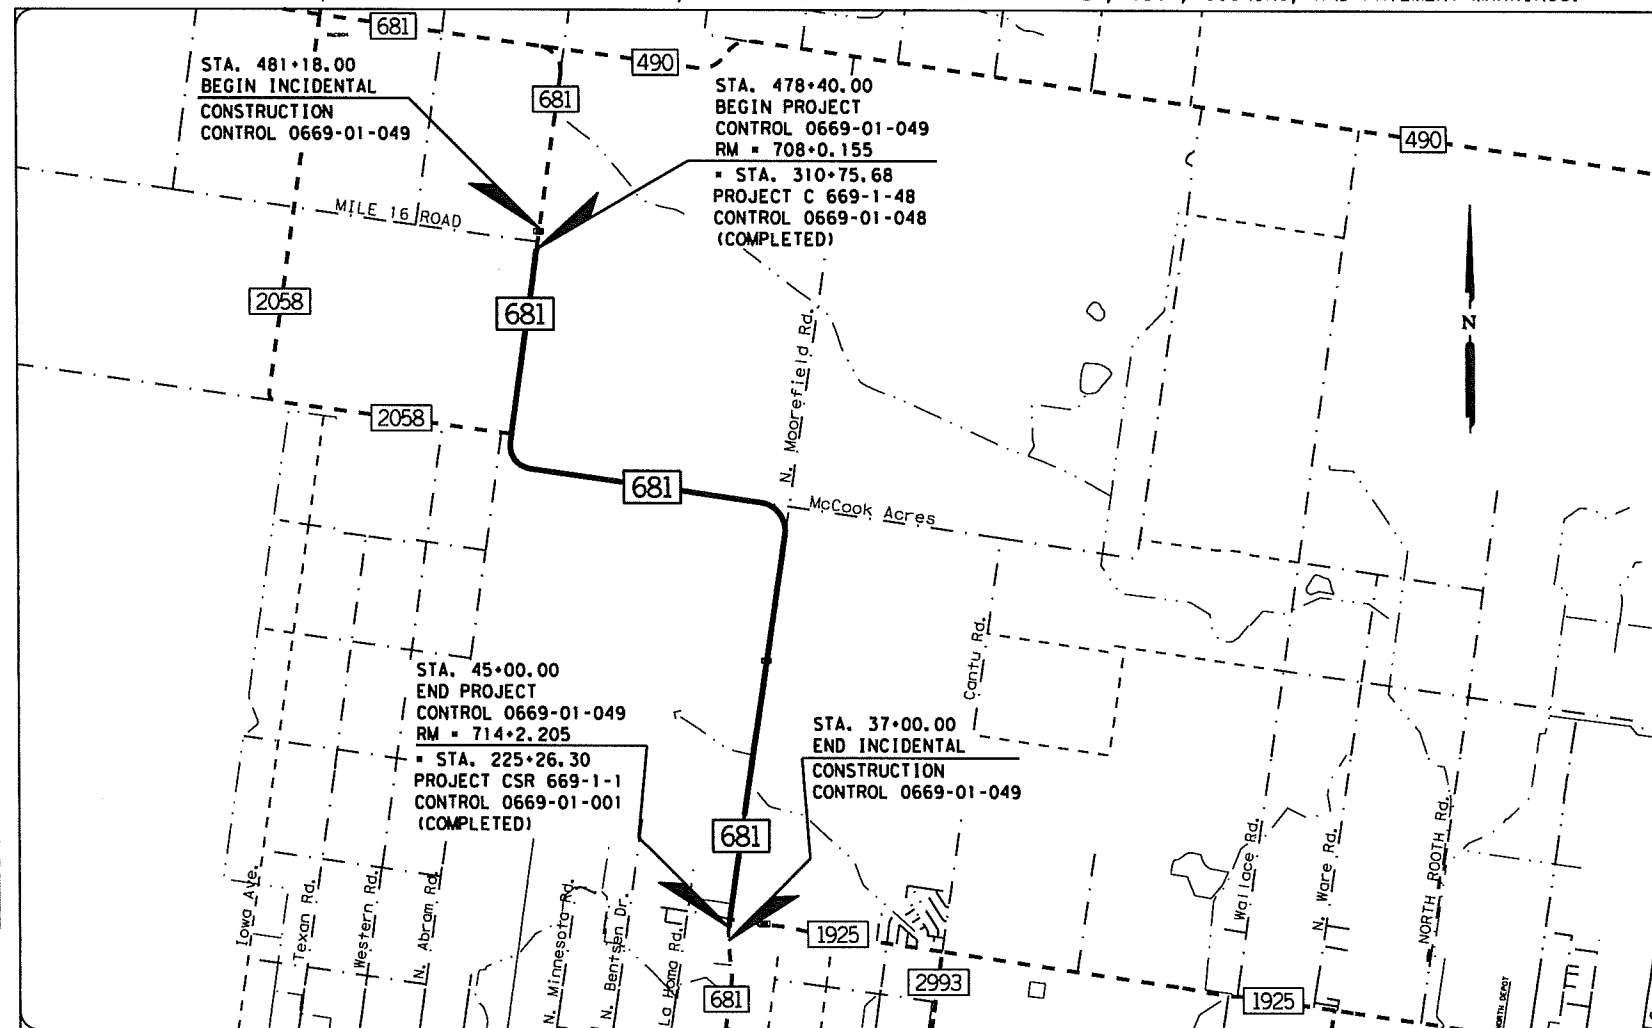 PAVEMENT MARKINGS.
681
490
681
STA. 481+18.00
BEGIN INCIDENTAL
CONSTRUCTION
CONTROL 0669-01-049
STA. 478+40.00
BEGIN PROJECT
CONTROL 0669-01-049
RM = 708+0.155
= STA. 310+75.68
PROJECT C 669-1-48
CONTROL 0669-01-048
(COMPLETED)
490
MILE 16 ROAD
2058
681
N
N. Moorefield Rd.
2058
681
McCook Acres
Cantu Rd.
STA. 45+00.00
END PROJECT
CONTROL 0669-01-049
RM = 714+2.205
= STA. 225+26.30
PROJECT CSR 669-1-1
CONTROL 0669-01-001
(COMPLETED)
STA. 37+00.00
END INCIDENTAL
CONSTRUCTION
CONTROL 0669-01-049
681
Iowa Ave.
Texan Rd.
Western Rd.
N. Abram Rd.
N. Minnesota Rd.
N. Bentsen Dr.
La Homa Rd.
Wallace Rd.
N. Ware Rd.
NORTH ROOTH Rd.
1925
681
2993
1925
NORTH DEPOT